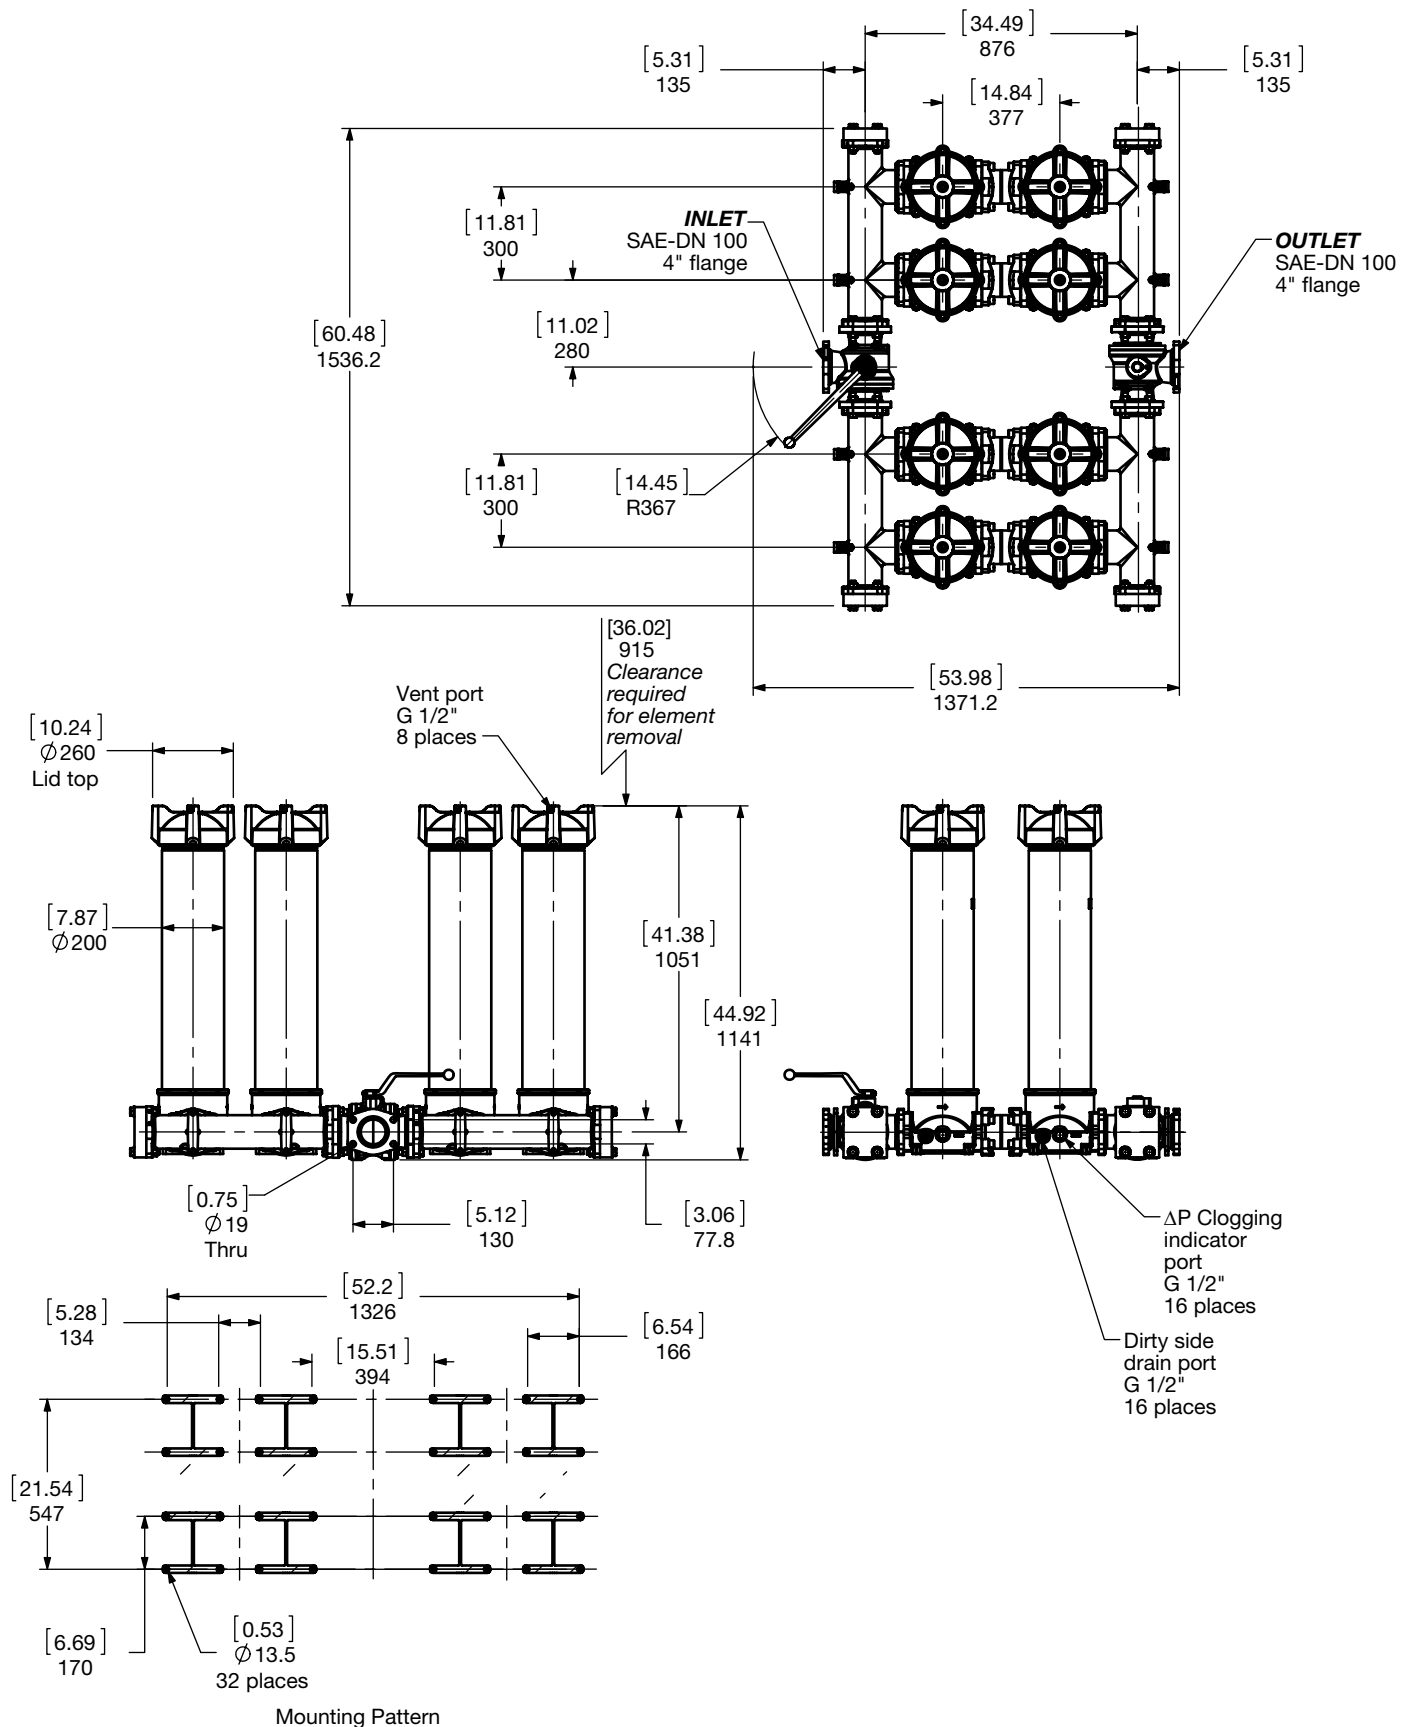 [34.49]
876
[5.31]
135
[5.31]
135
[14.84]
377
[11.81]
300
INLET
SAE-DN 100
4" flange
OUTLET
SAE-DN 100
4" flange
[60.48]
1536.2
[11.02]
280
[11.81]
300
[14.45]
R367
[36.02]
915
Clearance
required
for element
removal
[53.98]
1371.2
Vent port
G 1/2"
8 places
[10.24]
∅260
Lid top
[7.87]
∅200
[41.38]
1051
[44.92]
1141
[0.75]
∅19
Thru
[5.12]
130
[3.06]
77.8
ΔP Clogging
indicator
port
G 1/2"
16 places
Dirty side
drain port
G 1/2"
16 places
[52.2]
1326
[5.28]
134
[15.51]
394
[6.54]
166
[21.54]
547
[6.69]
170
[0.53]
∅13.5
32 places
Mounting Pattern